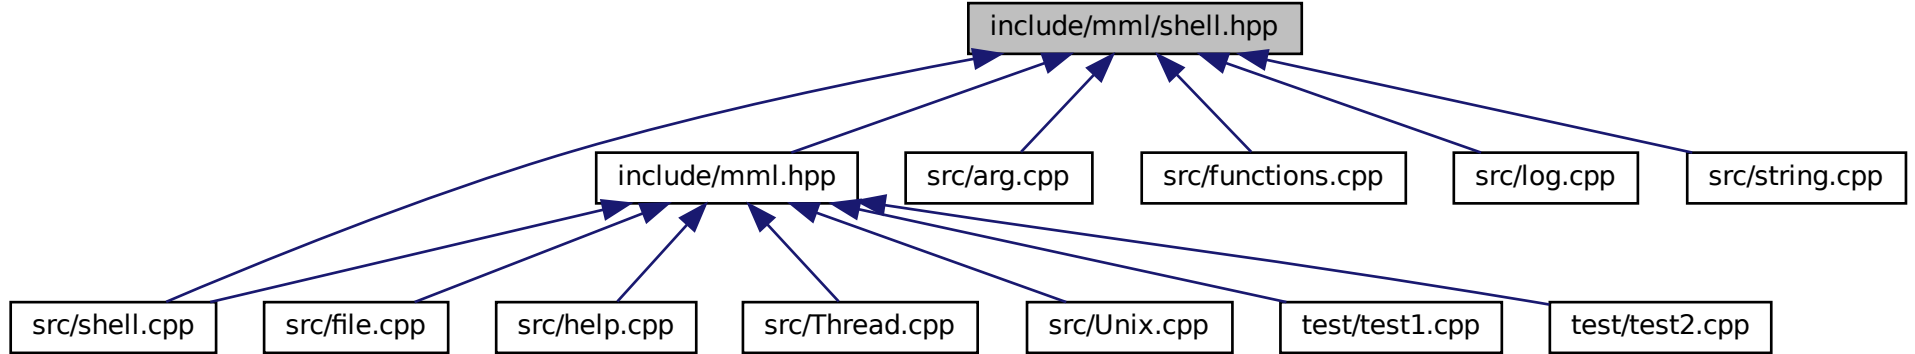 include/mml/shell.hpp
include/mml.hpp
src/arg.cpp
src/functions.cpp
src/log.cpp
src/string.cpp
src/shell.cpp
src/file.cpp
src/help.cpp
src/Thread.cpp
src/Unix.cpp
test/test1.cpp
test/test2.cpp